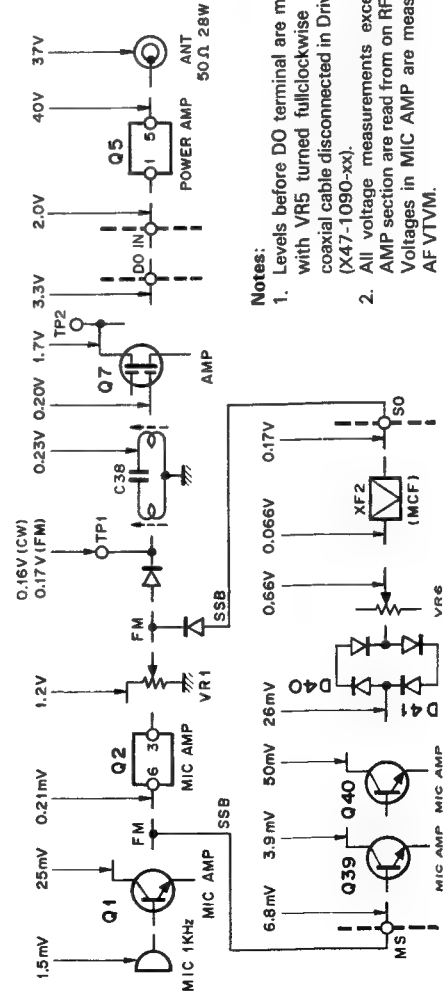 1.5mV
25mV
0.21mV
1.2V
0.16V (CW)
0.17V (FM)
0.23V
0.20V
1.7V
3.3V
2.0V
40V
37V
MIC 1KHz
Q1
MIC AMP
FM
SSB
Q2
6
3
MIC AMP
VR1
FM
SSB
TP1
C38
Q7
AMP
TP2
DO
IN
Q5
1
5
POWER AMP
ANT
50Ω 28W
6.8mV
3.9mV
50mV
26mV
0.66V
0.066V
0.17V
MS
Q39
MIC AMP
Q40
MIC AMP
D40
D41
VR6
XF2
(MCF)
SO
Notes:
1. Levels before DO terminal are m
with VR5 turned fullclockwise
coaxial cable disconnected in Driv
(X47-1090-xx).
2. All voltage measurements exce
AMP section are read from on RF
Voltages in MIC AMP are meas
AF VTVM.